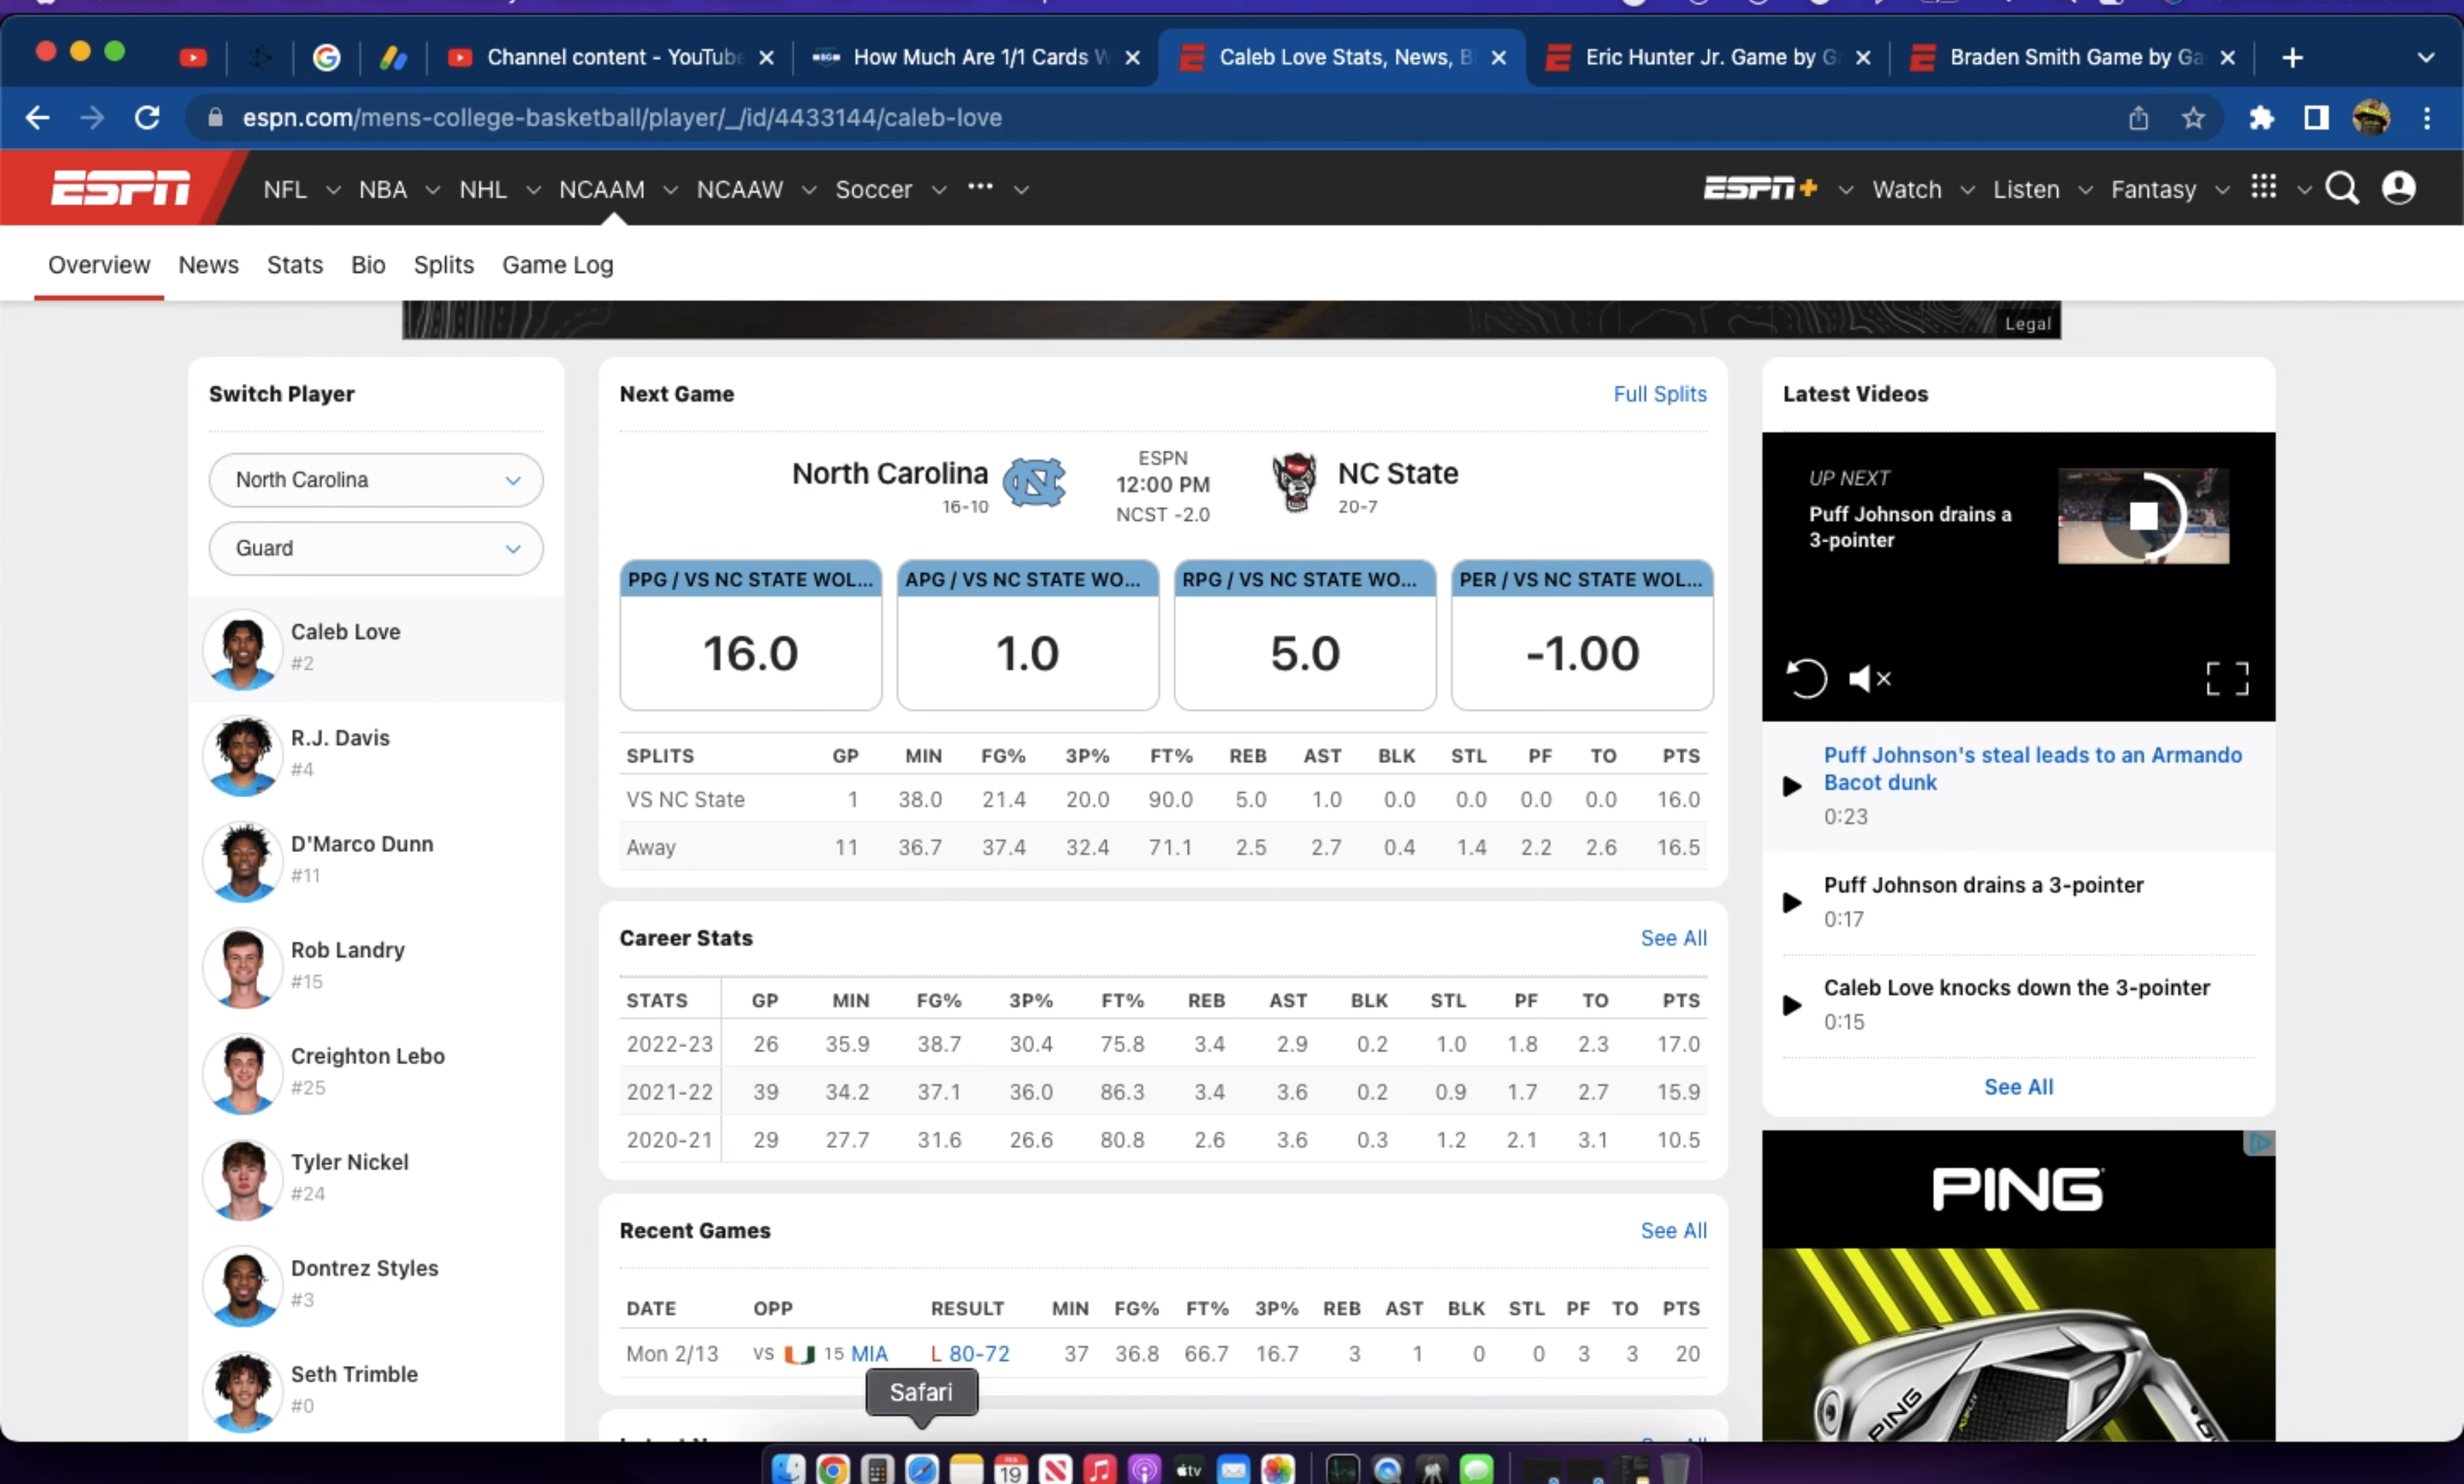 Channel content - YouTube
How Much Are 1/1 Cards W
Caleb Love Stats, News, B
Eric Hunter Jr. Game by G
Braden Smith Game by Ga
espn.com/mens-college-basketball/player/_/id/4433144/caleb-love
ESPN NFL NBA NHL NCAAM NCAAW Soccer ••• ESPN+ Watch Listen Fantasy
Overview News Stats Bio Splits Game Log
Legal
Switch Player
North Carolina
Guard
Caleb Love
#2
R.J. Davis
#4
D'Marco Dunn
#11
Rob Landry
#15
Creighton Lebo
#25
Tyler Nickel
#24
Dontrez Styles
#3
Seth Trimble
#0
Next Game Full Splits
North Carolina
16-10
NC
ESPN
12:00 PM
NCST -2.0
NC State
20-7
PPG / VS NC STATE WOL...
16.0
APG / VS NC STATE WO...
1.0
RPG / VS NC STATE WO...
5.0
PER / VS NC STATE WOL...
-1.00
SPLITS GP MIN FG% 3P% FT% REB AST BLK STL PF TO PTS
VS NC State 1 38.0 21.4 20.0 90.0 5.0 1.0 0.0 0.0 0.0 0.0 16.0
Away 11 36.7 37.4 32.4 71.1 2.5 2.7 0.4 1.4 2.2 2.6 16.5
Career Stats See All
STATS GP MIN FG% 3P% FT% REB AST BLK STL PF TO PTS
2022-23 26 35.9 38.7 30.4 75.8 3.4 2.9 0.2 1.0 1.8 2.3 17.0
2021-22 39 34.2 37.1 36.0 86.3 3.4 3.6 0.2 0.9 1.7 2.7 15.9
2020-21 29 27.7 31.6 26.6 80.8 2.6 3.6 0.3 1.2 2.1 3.1 10.5
Recent Games See All
DATE OPP RESULT MIN FG% FT% 3P% REB AST BLK STL PF TO PTS
Mon 2/13 vs 15 MIA L 80-72 37 36.8 66.7 16.7 3 1 0 0 3 3 20
Safari
Latest Videos
UP NEXT
Puff Johnson drains a
3-pointer
Puff Johnson's steal leads to an Armando
Bacot dunk
0:23
Puff Johnson drains a 3-pointer
0:17
Caleb Love knocks down the 3-pointer
0:15
See All
PING
PING
FEB
19
tv